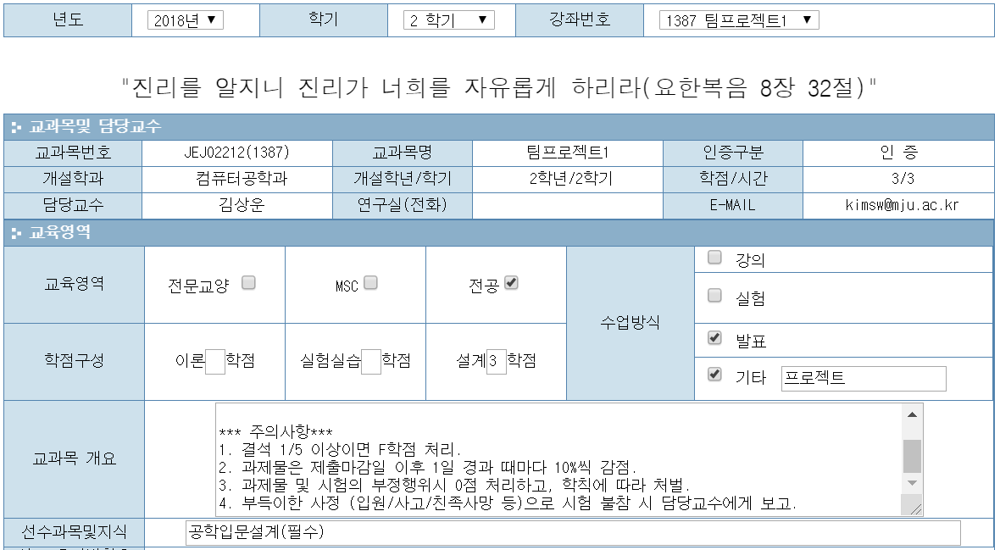 년도 2018년 학기 2 학기 강좌번호 1387 팀프로젝트1
"진리를 알지니 진리가 너희를 자유롭게 하리라(요한복음 8장 32절)"
교과목및 담당교수
교과목번호 JEJ02212(1387) 교과목명 팀프로젝트1 인증구분 인 증
개설학과 컴퓨터공학과 개설학년/학기 2학년/2학기 학점/시간 3/3
담당교수 김상운 연구실(전화) E-MAIL kimsw@mju.ac.kr
교육영역
교육영역 전문교양 MSC 전공 수업방식 강의
실험
학점구성 이론 학점 실험실습 학점 설계3 학점 발표
기타 프로젝트
교과목 개요
*** 주의사항***
1. 결석 1/5 이상이면 F학점 처리.
2. 과제물은 제출마감일 이후 1일 경과 때마다 10%씩 감점.
3. 과제물 및 시험의 부정행위시 0점 처리하고, 학칙에 따라 처벌.
4. 부득이한 사정 (입원/사고/친족사망 등)으로 시험 불참 시 담당교수에게 보고.
선수과목및지식 공학입문설계(필수)